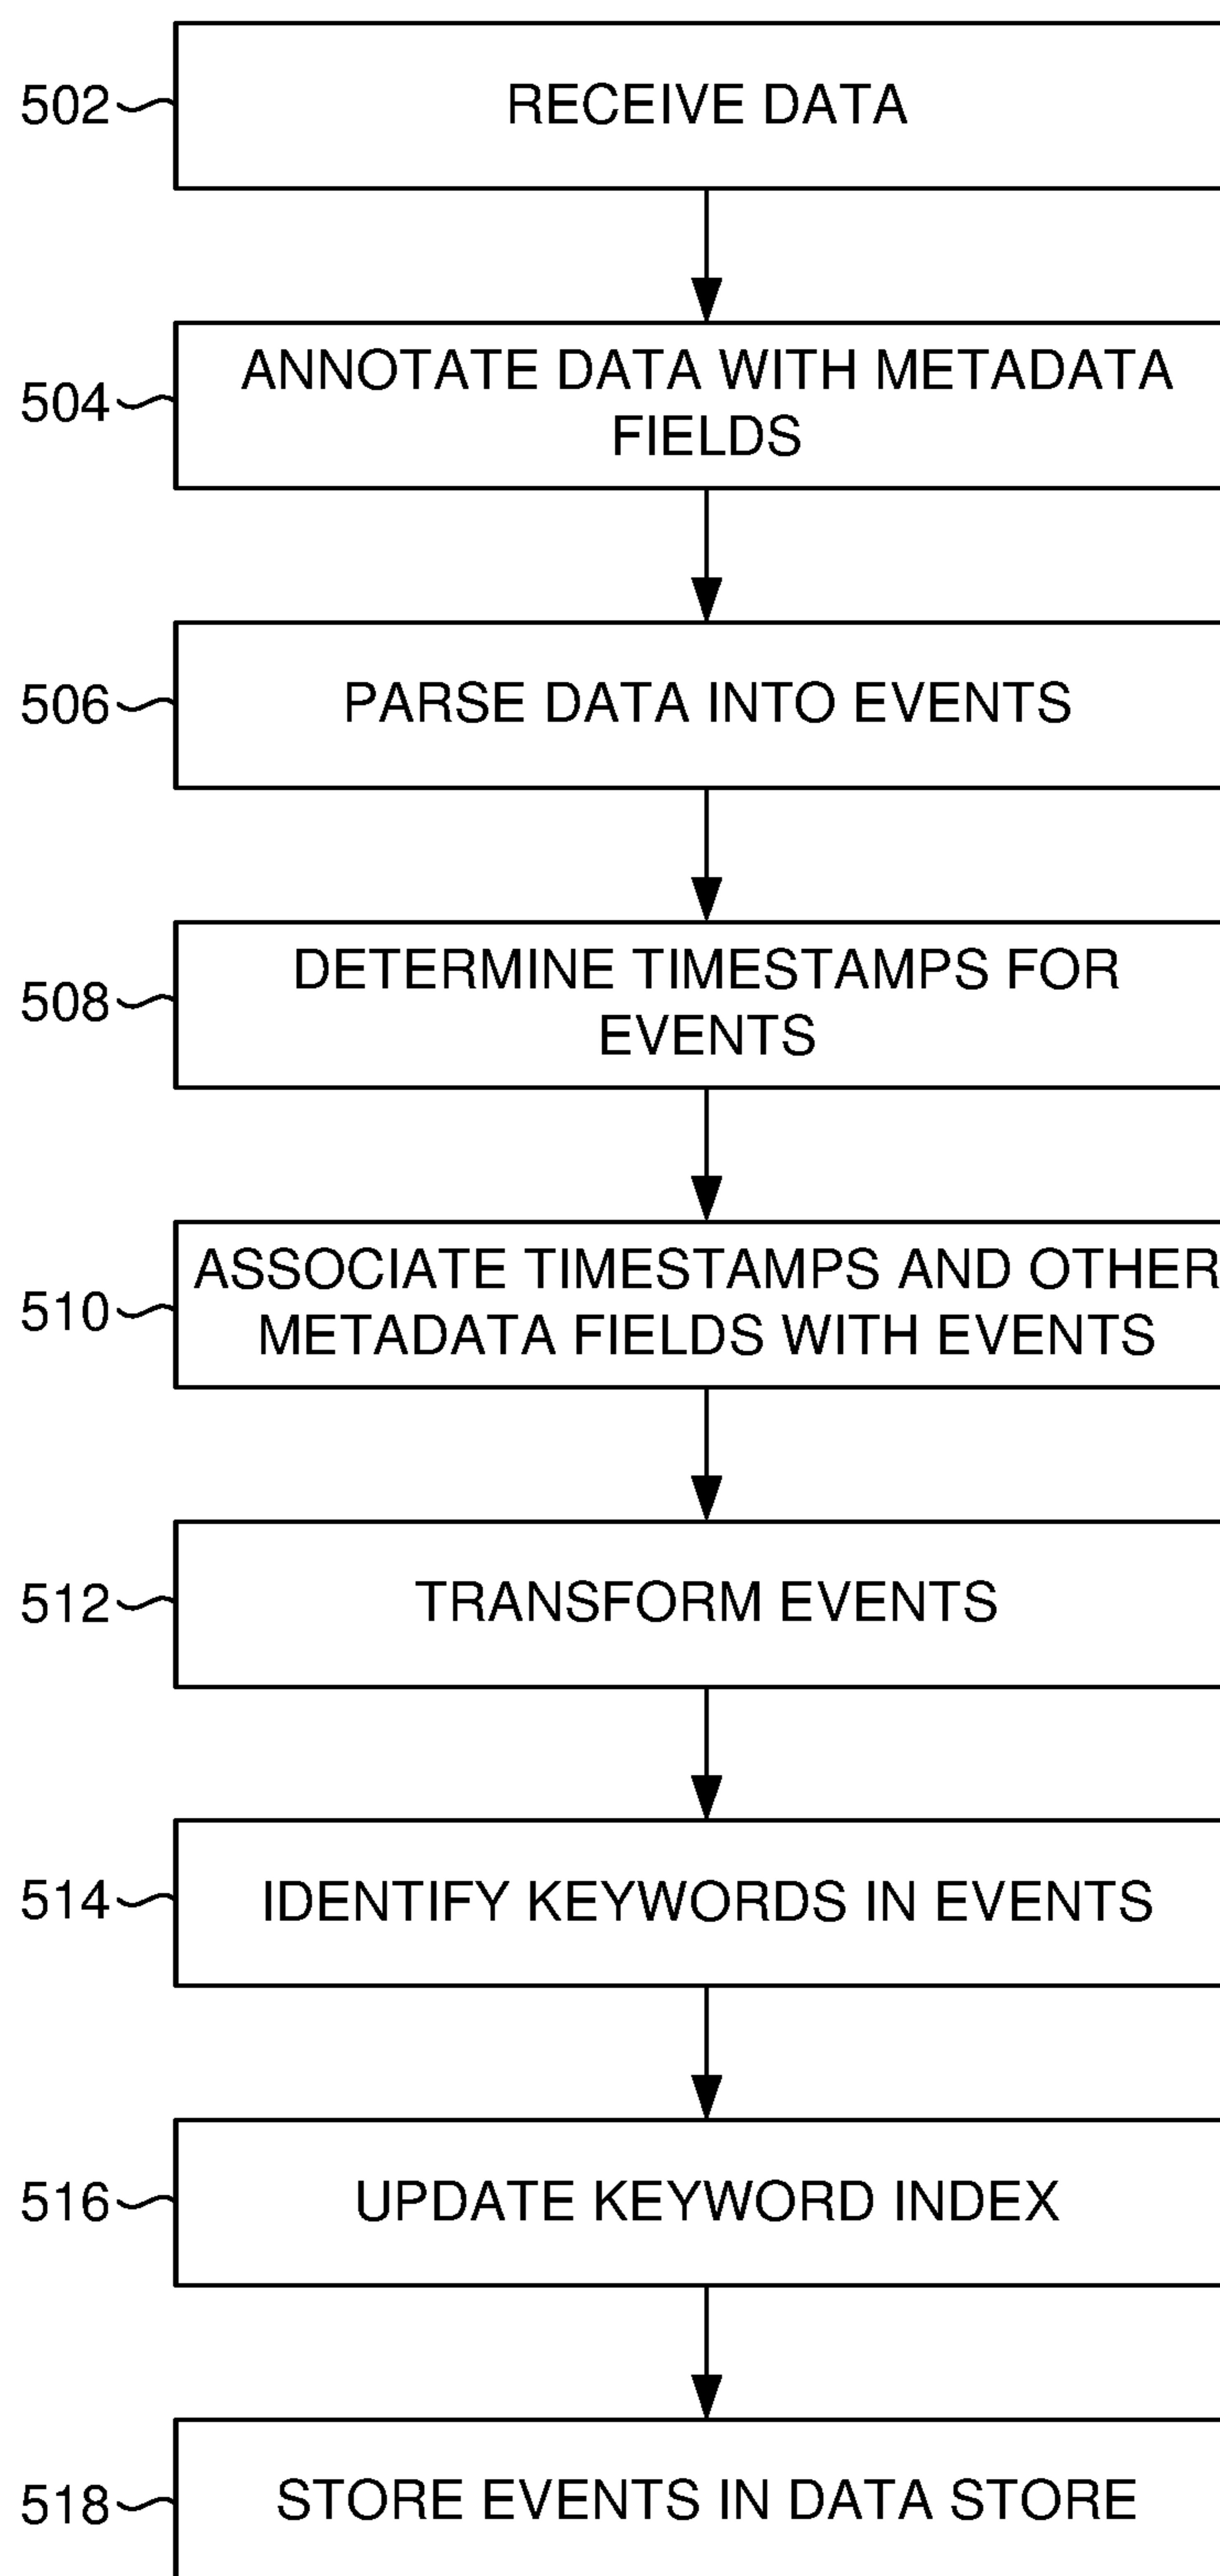 502
RECEIVE DATA
504
ANNOTATE DATA WITH METADATA
FIELDS
506
PARSE DATA INTO EVENTS
508
DETERMINE TIMESTAMPS FOR
EVENTS
510
ASSOCIATE TIMESTAMPS AND OTHER
METADATA FIELDS WITH EVENTS
512
TRANSFORM EVENTS
514
IDENTIFY KEYWORDS IN EVENTS
516
UPDATE KEYWORD INDEX
518
STORE EVENTS IN DATA STORE